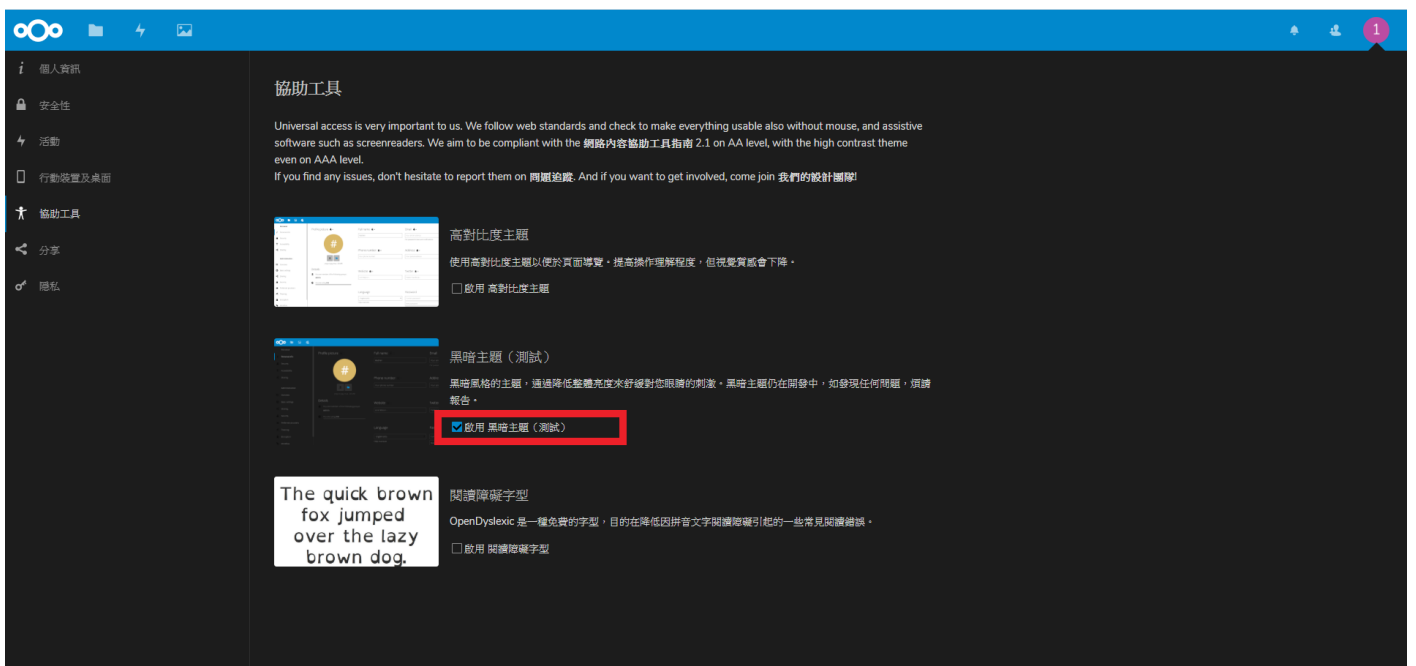 1
個人資訊
安全性
活動
行動裝置及桌面
協助工具
分享
隱私
協助工具
Universal access is very important to us. We follow web standards and check to make everything usable also without mouse, and assistive
software such as screenreaders. We aim to be compliant with the 網路內容協助工具指南 2.1 on AA level, with the high contrast theme
even on AAA level.
If you find any issues, don't hesitate to report them on 問題追蹤. And if you want to get involved, come join 我們的設計團隊!
#
高對比度主題
使用高對比度主題以便於頁面導覽。提高操作理解程度，但視覺質感會下降。
啟用 高對比度主題
#
黑暗主題（測試）
黑暗風格的主題，通過降低整體亮度來舒緩對您眼睛的刺激。黑暗主題仍在開發中，如發現任何問題，煩請
報告。
啟用 黑暗主題（測試）
The quick brown
fox jumped
over the lazy
brown dog.
閱讀障礙字型
OpenDyslexic 是一種免費的字型，目的在降低因拼音文字閱讀障礙引起的一些常見閱讀錯誤。
啟用 閱讀障礙字型